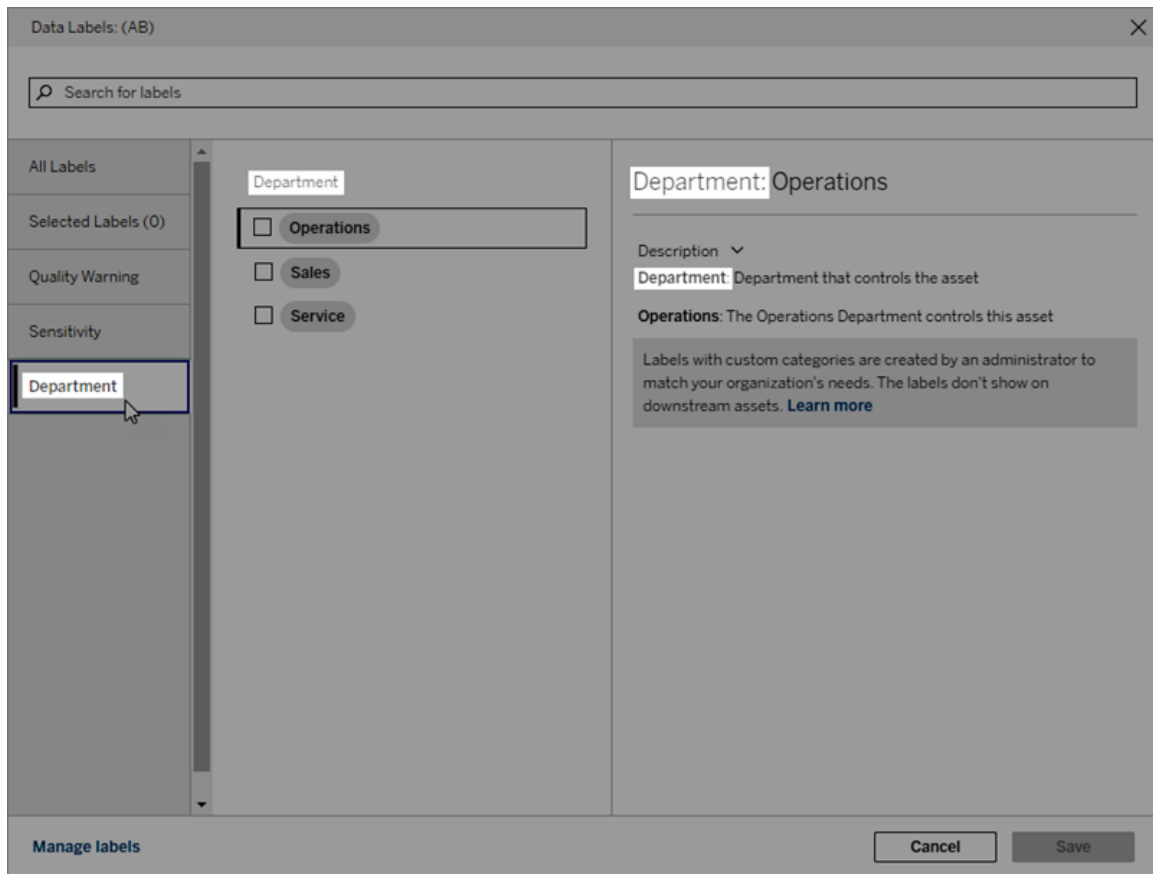 Data Labels: (AB)
Search for labels
All Labels
Selected Labels (0)
Quality Warning
Sensitivity
Department
Department
Operations
Sales
Service
Department: Operations
Description
Department: Department that controls the asset
Operations: The Operations Department controls this asset
Labels with custom categories are created by an administrator to
match your organization's needs. The labels don't show on
downstream assets. Learn more
Manage labels
Cancel
Save